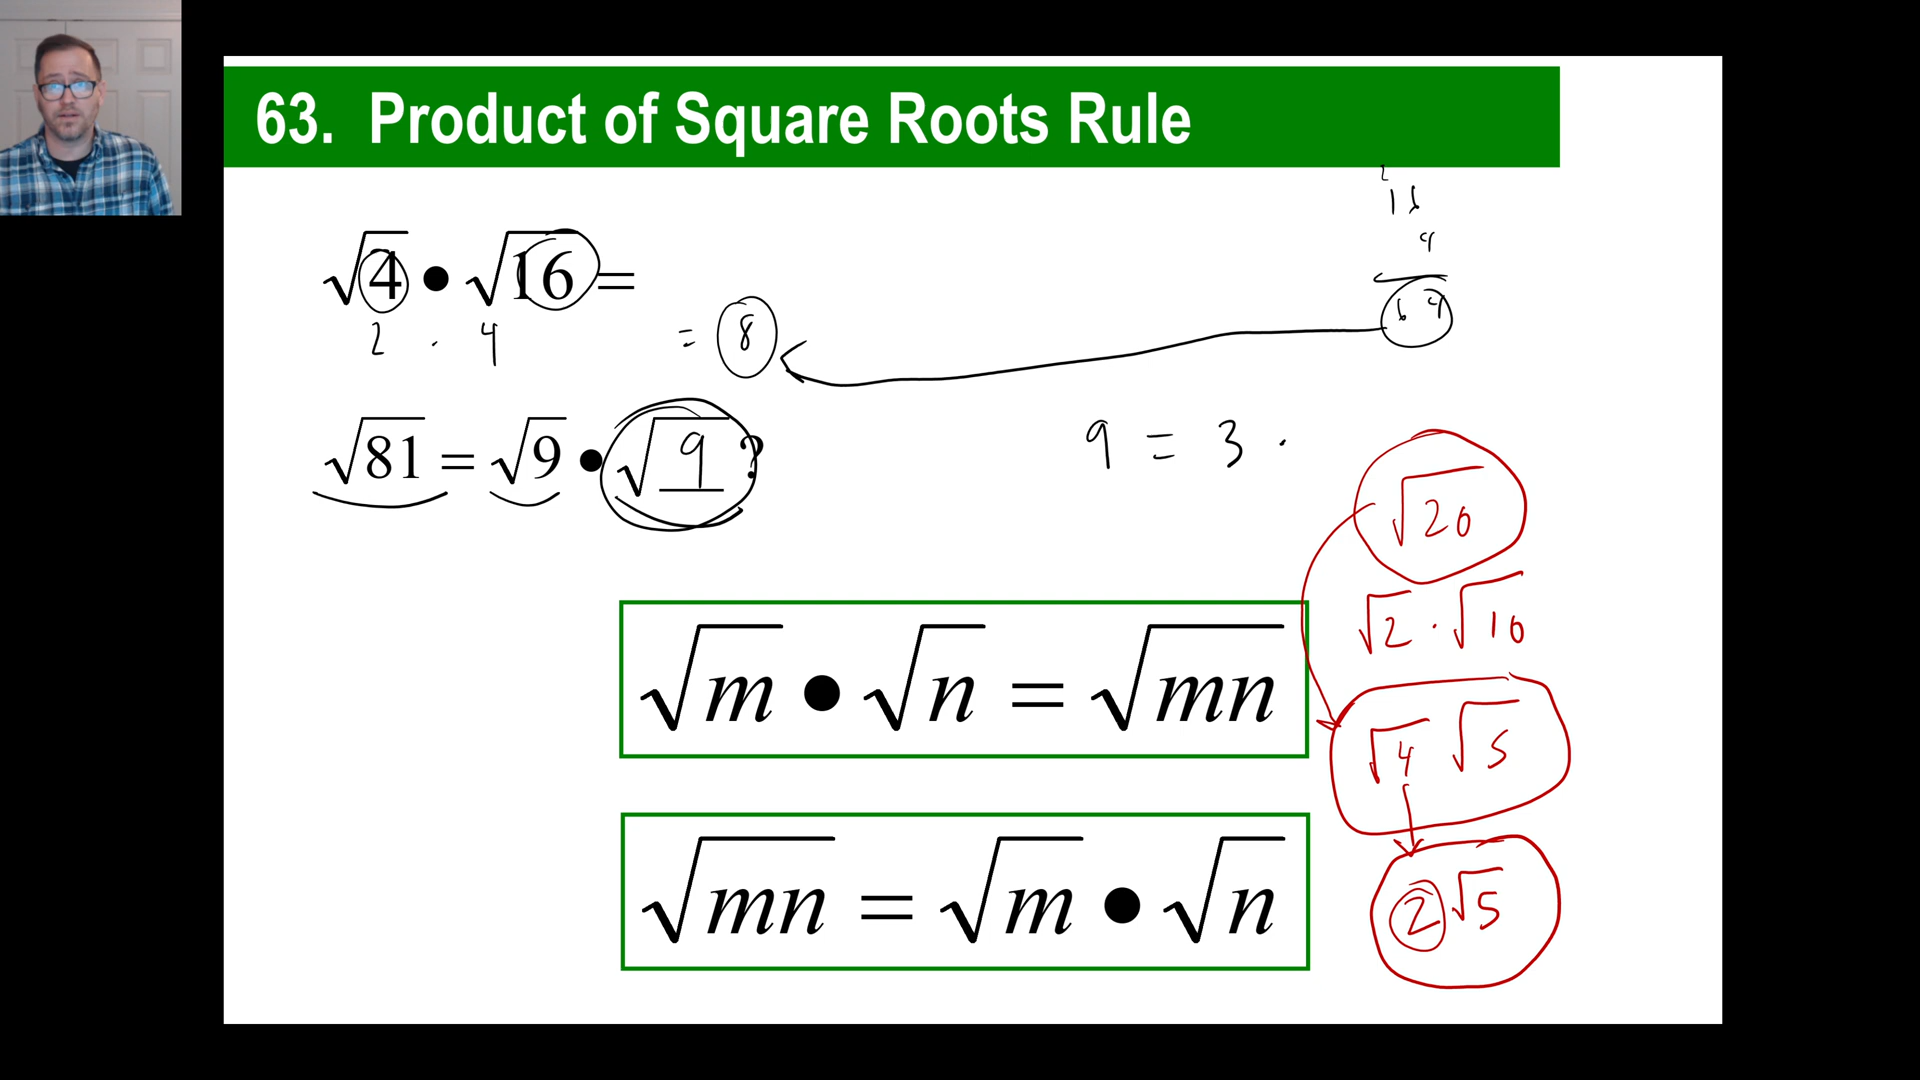 63. Product of Square Roots Rule
√4 • √16 =
2 · 4 = 8
16
4
64
√81 = √9 • √9 ?
9 = 3 ·
√m • √n = √mn
√mn = √m • √n
√20
√2 · √10
√4 √5
2√5